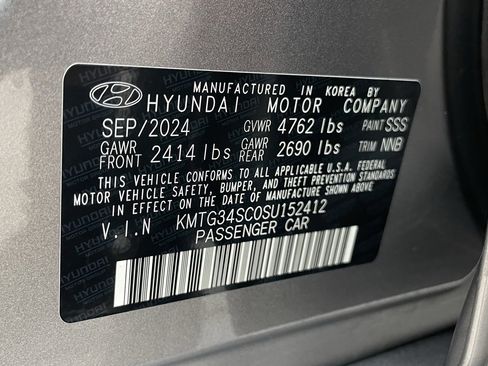 MANUFACTURED IN KOREA BY
HYUNDAI MOTOR COMPANY
SEP/2024 GVWR 4762 lbs PAINT SSS
GAWR FRONT 2414 lbs GAWR REAR 2690 lbs TRIM NNB
THIS VEHICLE CONFORMS TO ALL APPLICABLE U.S.A. FEDERAL
MOTOR VEHICLE SAFETY, BUMPER, AND THEFT PREVENTION STANDARDS
IN EFFECT ON THE DATE OF MANUFACTURE SHOWN ABOVE.
V.I.N KMTG34SC0SU152412
PASSENGER CAR